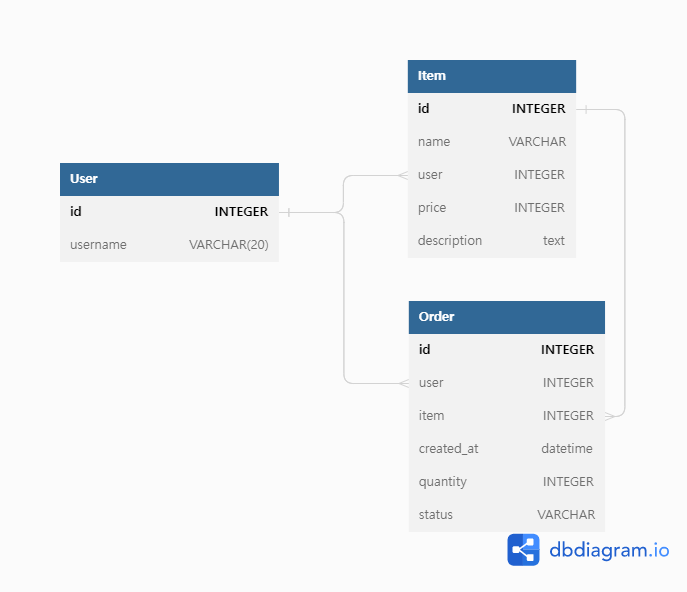 User
id INTEGER
username VARCHAR(20)
Item
id INTEGER
name VARCHAR
user INTEGER
price INTEGER
description text
Order
id INTEGER
user INTEGER
item INTEGER
created_at datetime
quantity INTEGER
status VARCHAR
dbdiagram.io